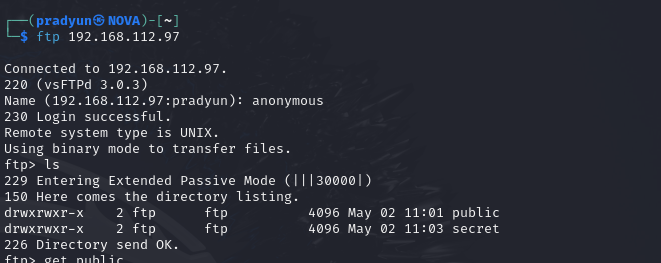 ┌──(pradyun㉿NOVA)-[~]
└─$ ftp 192.168.112.97
Connected to 192.168.112.97.
220 (vsFTPd 3.0.3)
Name (192.168.112.97:pradyun): anonymous
230 Login successful.
Remote system type is UNIX.
Using binary mode to transfer files.
ftp> ls
229 Entering Extended Passive Mode (|||30000|)
150 Here comes the directory listing.
drwxrwxr-x    2 ftp      ftp          4096 May 02 11:01 public
drwxrwxr-x    2 ftp      ftp          4096 May 02 11:03 secret
226 Directory send OK.
ftp> get public